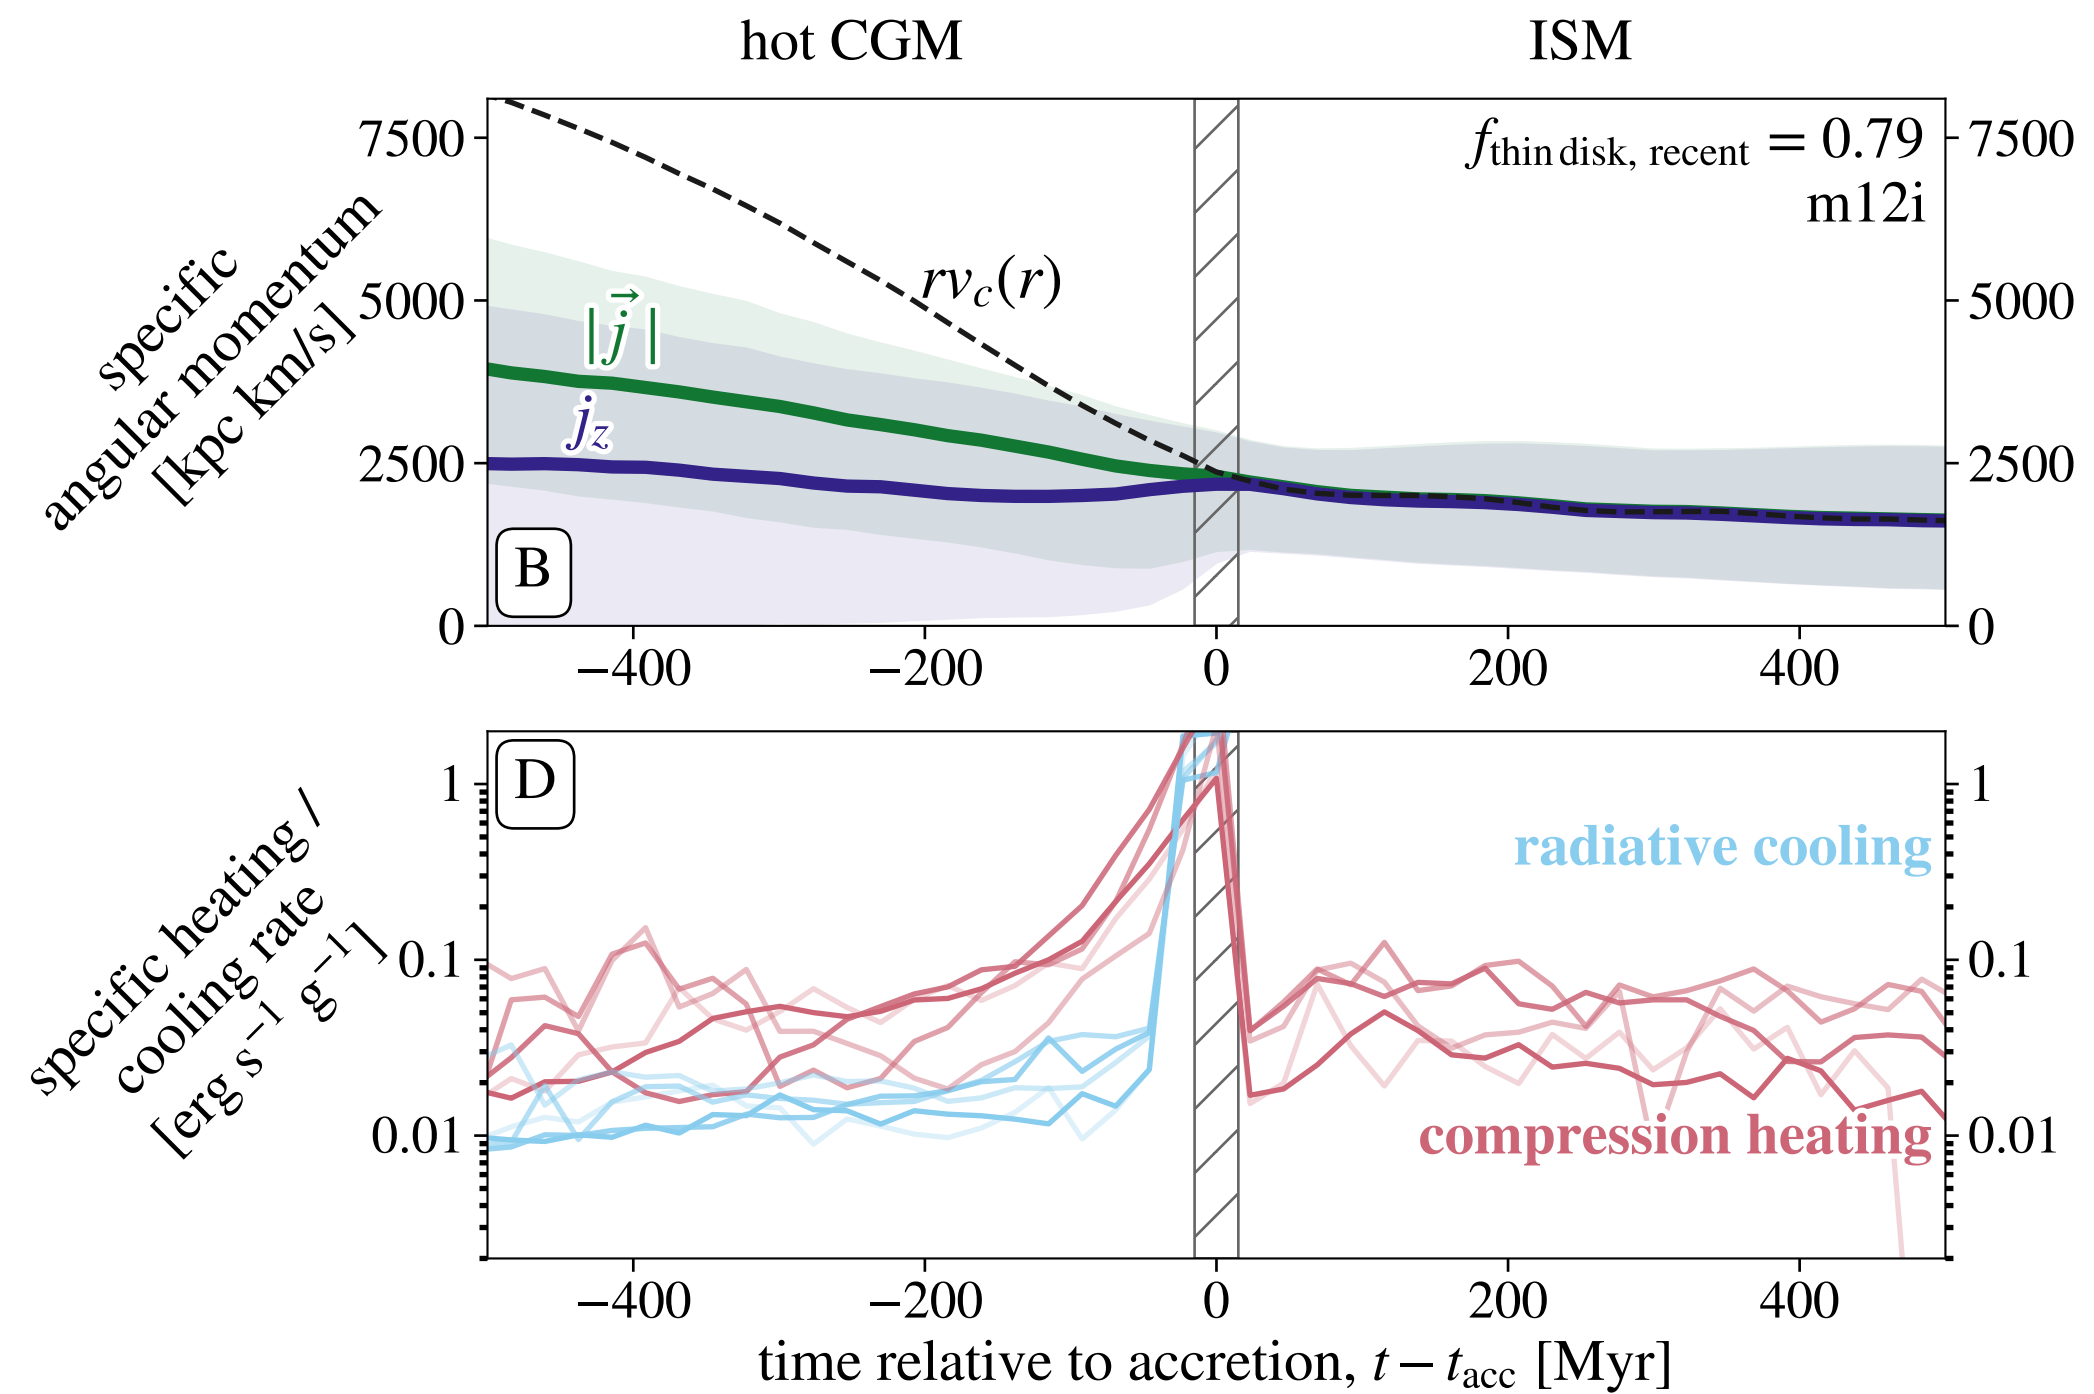 hot CGM
ISM
7500
5000
2500
0
specific
angular momentum
[kpc km/s]
|j⃗|
j_z
rv_c(r)
f_thin disk, recent = 0.79
m12i
7500
5000
2500
0
B
−400
−200
0
200
400
D
1
0.1
0.01
specific heating /
cooling rate
[erg s⁻¹ g⁻¹]
radiative cooling
compression heating
1
0.1
0.01
−400
−200
0
200
400
time relative to accretion, t − t_acc [Myr]